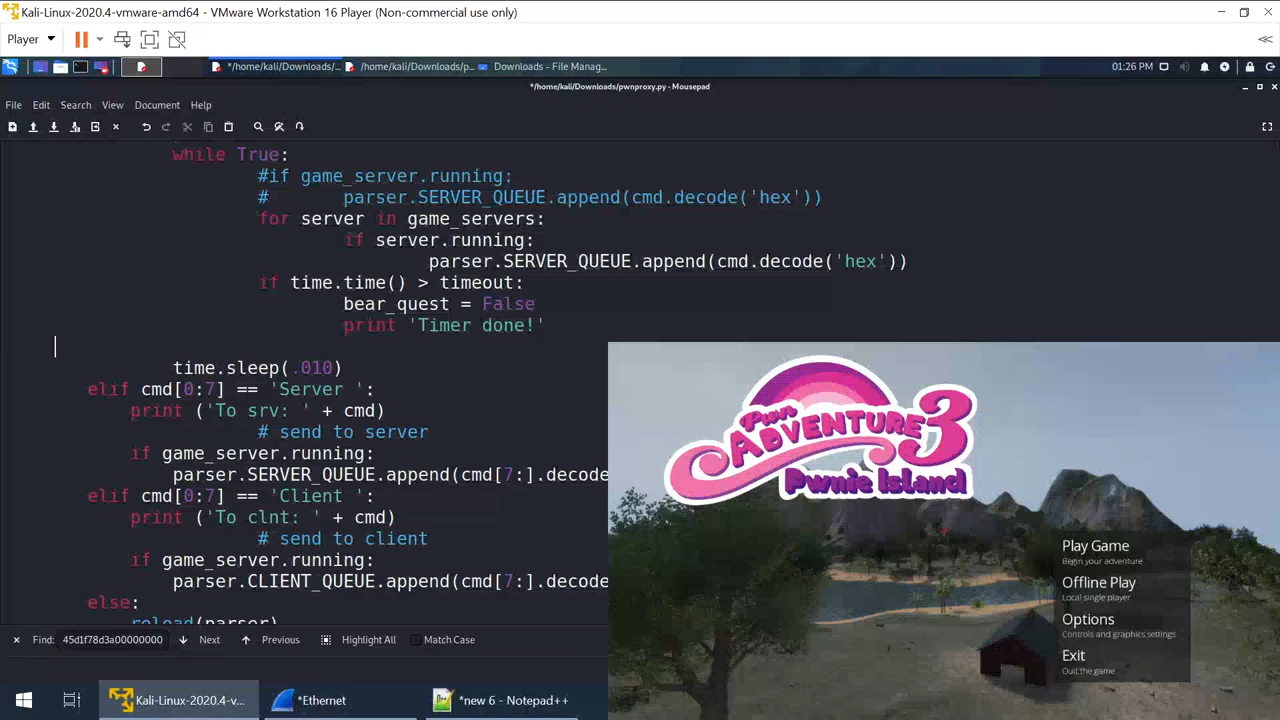 Kali-Linux-2020.4-vmware-amd64 - VMware Workstation 16 Player (Non-commercial use only)
Player
*/home/kali/Downloads/... /home/kali/Downloads/p... Downloads - File Manag... 01:26 PM
*/home/kali/Downloads/pwnproxy.py - Mousepad
File Edit Search View Document Help
while True:
#if game_server.running:
# parser.SERVER_QUEUE.append(cmd.decode('hex'))
for server in game_servers:
if server.running:
parser.SERVER_QUEUE.append(cmd.decode('hex'))
if time.time() > timeout:
bear_quest = False
print 'Timer done!'
time.sleep(.010)
elif cmd[0:7] == 'Server ':
print ('To srv: ' + cmd)
# send to server
if game_server.running:
parser.SERVER_QUEUE.append(cmd[7:].decode
elif cmd[0:7] == 'Client ':
print ('To clnt: ' + cmd)
# send to client
if game_server.running:
parser.CLIENT_QUEUE.append(cmd[7:].decode
else:
reload(parser)
Pwn
Adventure 3
Pwnie Island
Play Game
Begin your adventure
Offline Play
Local single player
Options
Controls and graphics settings
Exit
Quit the game
Find: 45d1f78d3a00000000 Next Previous Highlight All Match Case
Kali-Linux-2020.4-v... *Ethernet *new 6 - Notepad++